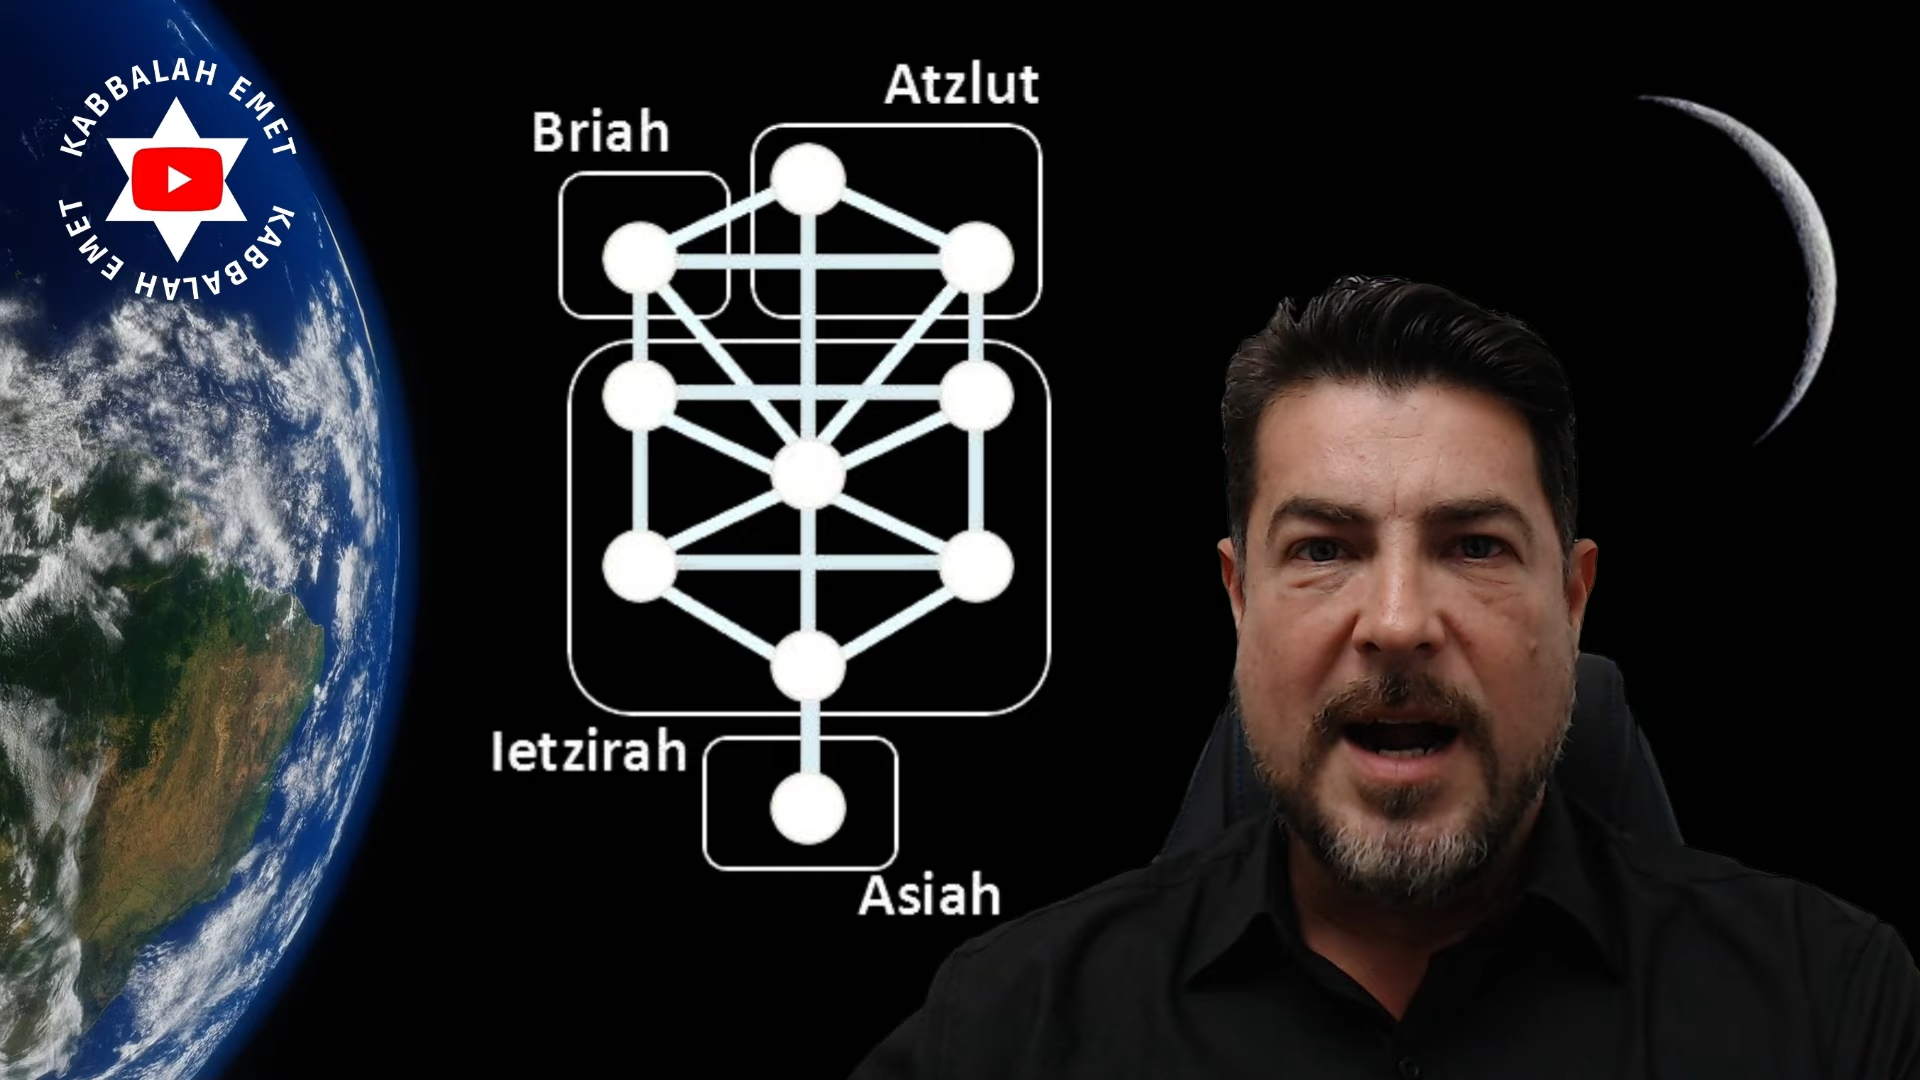 KABBALAH EMET
KABBALAH EMET
Atzlut
Briah
Ietzirah
Asiah